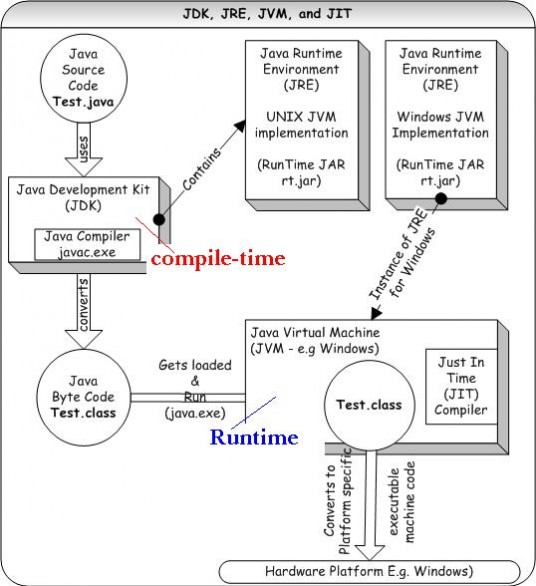 JDK, JRE, JVM, and JIT
Java
Source
Code
Test.java
Java Runtime
Environment
(JRE)
UNIX JVM
implementation
(RunTime JAR
rt.jar)
Java Runtime
Environment
(JRE)
Windows JVM
Implementation
(RunTime JAR
rt.jar)
uses
Contains
Java Development Kit
(JDK)
Java Compiler
javac.exe
compile-time
Instance of JRE
for Windows
converts
Java
Byte Code
Test.class
Gets loaded
&
Run
(java.exe)
Runtime
Java Virtual Machine
(JVM - e.g Windows)
Test.class
Just In
Time
(JIT)
Compiler
Converts to
Platform specific
executable
machine code
Hardware Platform E.g. Windows)